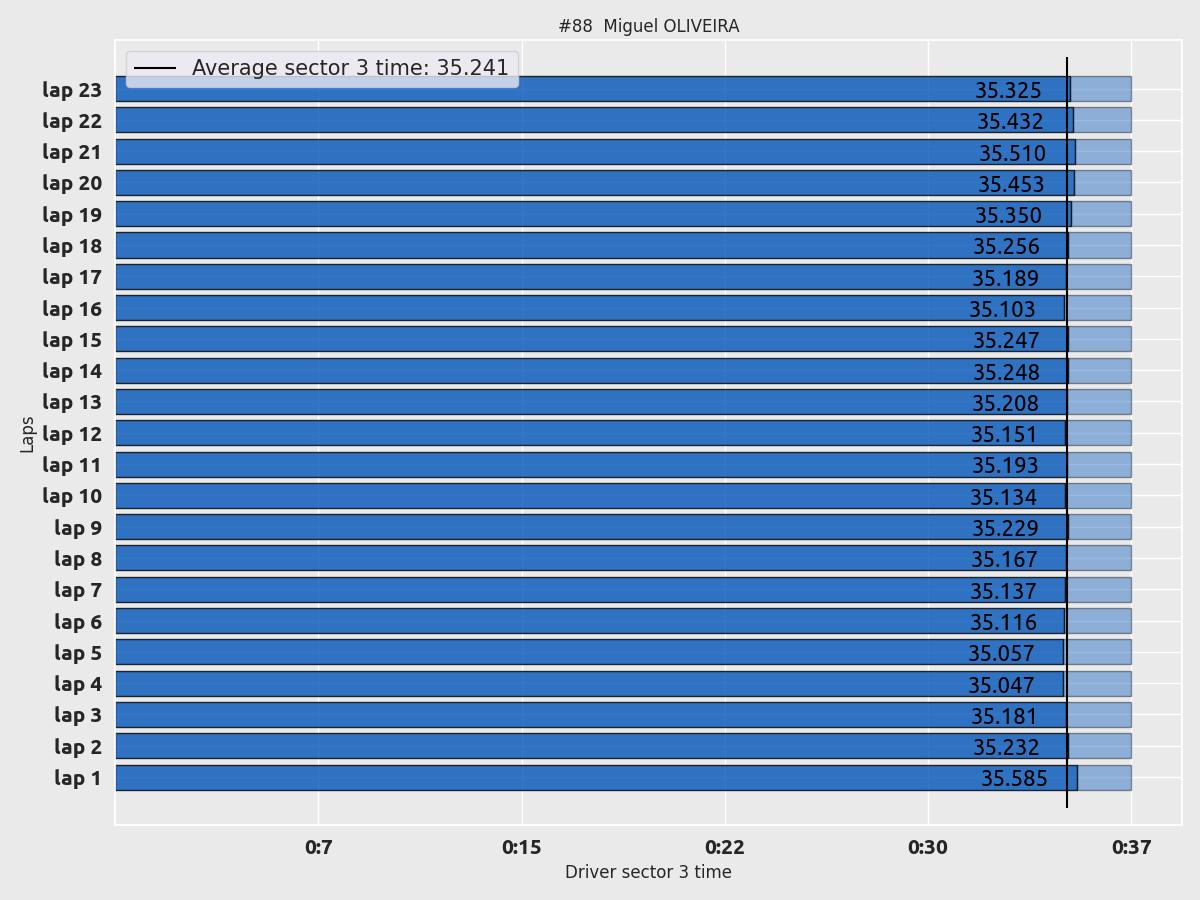 #88  Miguel OLIVEIRA
Average sector 3 time: 35.241
lap 23 35.325
lap 22 35.432
lap 21 35.510
lap 20 35.453
lap 19 35.350
lap 18 35.256
lap 17 35.189
lap 16 35.103
lap 15 35.247
lap 14 35.248
lap 13 35.208
lap 12 35.151
lap 11 35.193
lap 10 35.134
lap 9 35.229
lap 8 35.167
lap 7 35.137
lap 6 35.116
lap 5 35.057
lap 4 35.047
lap 3 35.181
lap 2 35.232
lap 1 35.585
Laps
0:7 0:15 0:22 0:30 0:37
Driver sector 3 time